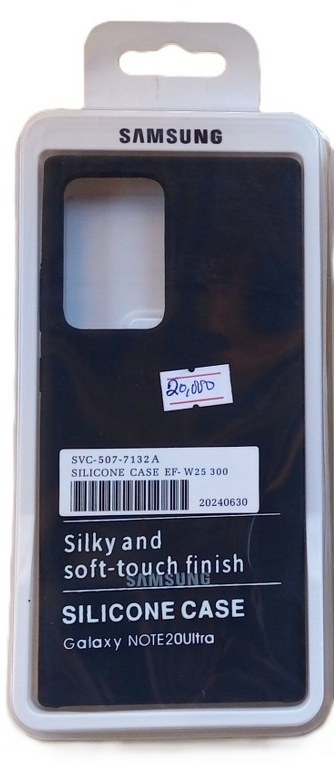 SAMSUNG
20,000
SVC-507-7132A
SILICONE CASE EF- W25 300
20240630
Silky and
soft-touch finish
SAMSUNG
SILICONE CASE
Galaxy NOTE20Ultra